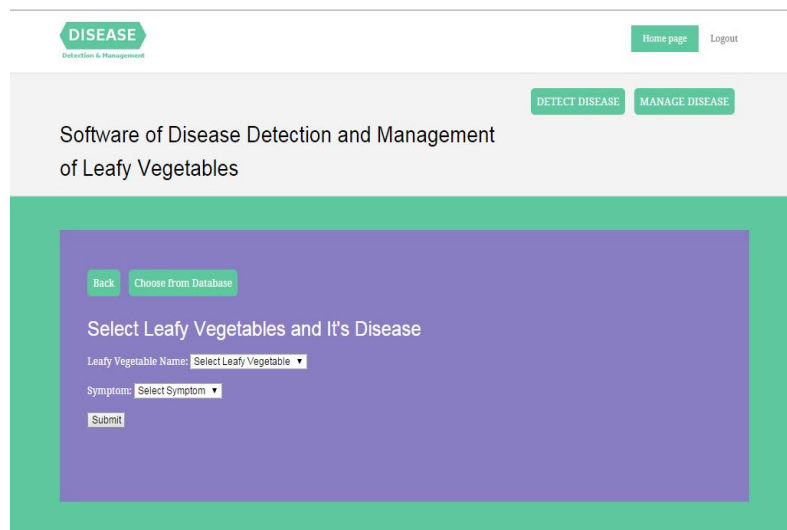 DISEASE
Detection & Management
Home page Logout
DETECT DISEASE MANAGE DISEASE
Software of Disease Detection and Management
of Leafy Vegetables
Back Choose from Database
Select Leafy Vegetables and It's Disease
Leafy Vegetable Name: Select Leafy Vegetable
Symptom: Select Symptom
Submit